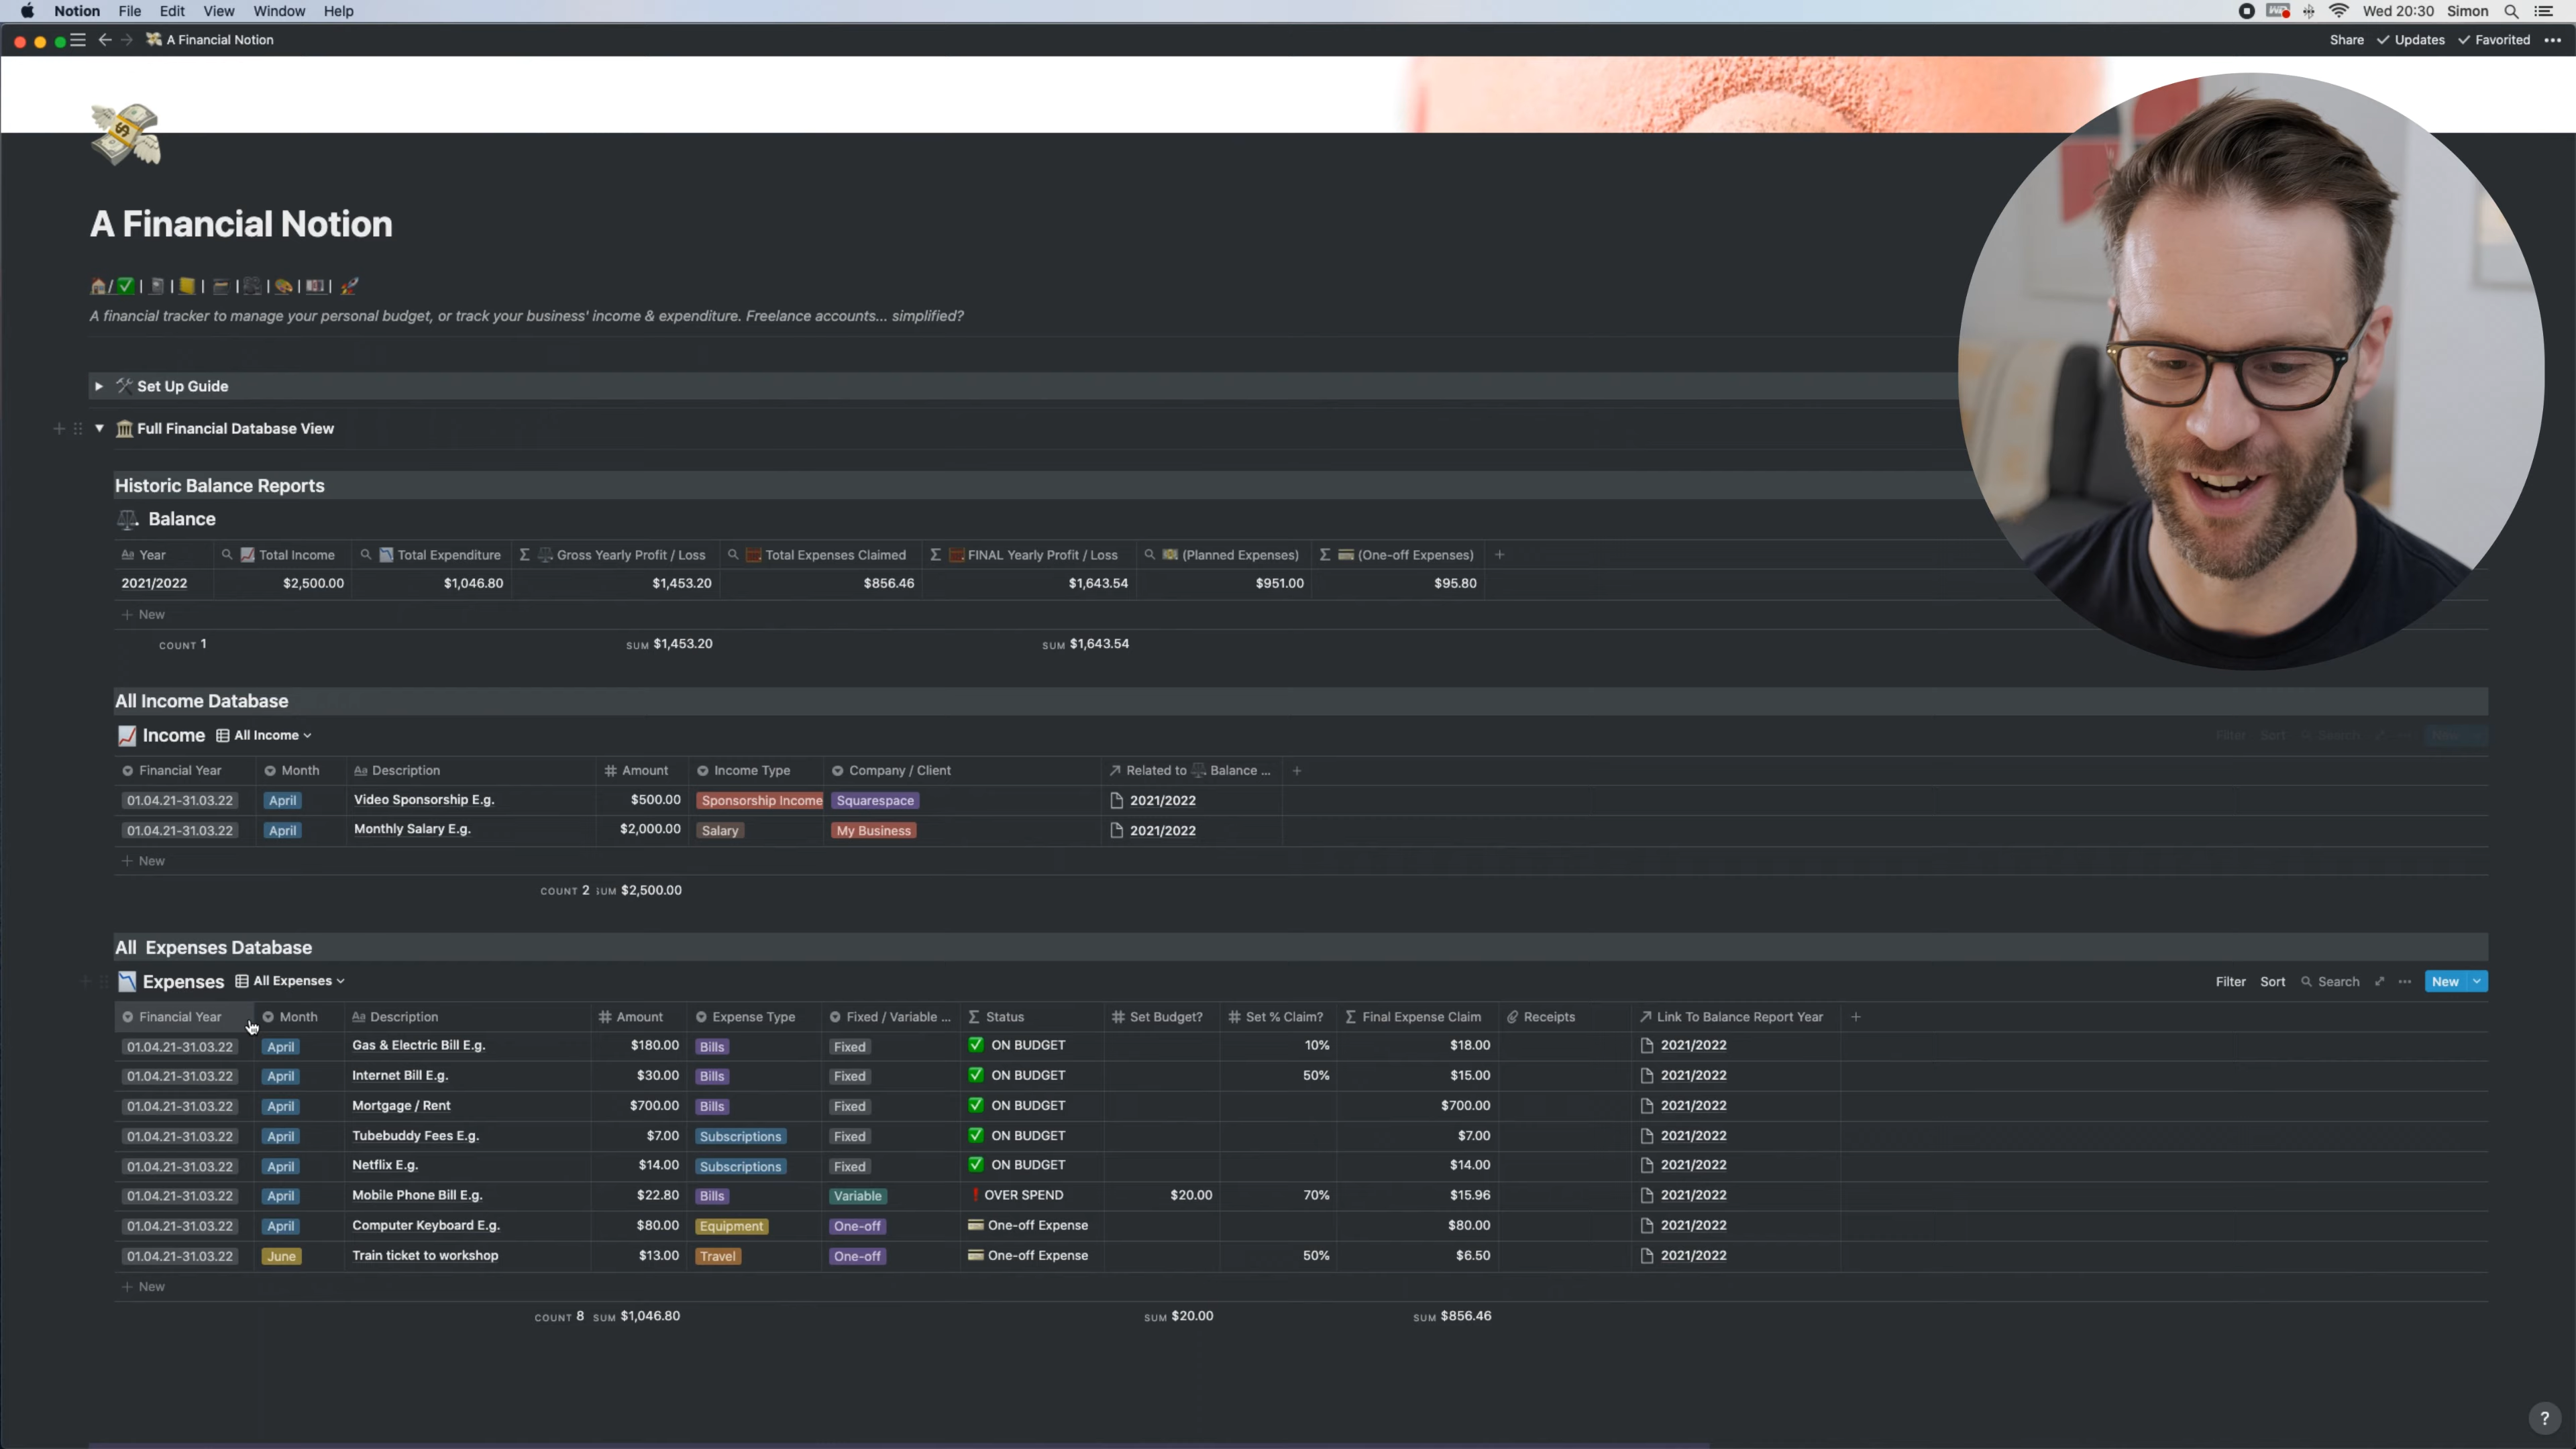 Notion File Edit View Window Help Wed 20:30 Simon
A Financial Notion Share Updates Favorited
A Financial Notion
A financial tracker to manage your personal budget, or track your business' income & expenditure. Freelance accounts... simplified?
Set Up Guide
Full Financial Database View
Historic Balance Reports
Balance
Aa Year Total Income Total Expenditure Σ Gross Yearly Profit / Loss Total Expenses Claimed Σ FINAL Yearly Profit / Loss (Planned Expenses) Σ (One-off Expenses) +
2021/2022 $2,500.00 $1,046.80 $1,453.20 $856.46 $1,643.54 $951.00 $95.80
+ New
COUNT 1 SUM $1,453.20 SUM $1,643.54
All Income Database
Income All Income Filter Sort Search New
Financial Year Month Aa Description # Amount Income Type Company / Client Related to Balance ... +
01.04.21-31.03.22 April Video Sponsorship E.g. $500.00 Sponsorship Income Squarespace 2021/2022
01.04.21-31.03.22 April Monthly Salary E.g. $2,000.00 Salary My Business 2021/2022
+ New
COUNT 2 SUM $2,500.00
All Expenses Database
Expenses All Expenses Filter Sort Search New
Financial Year Month Aa Description # Amount Expense Type Fixed / Variable ... Σ Status # Set Budget? # Set % Claim? Σ Final Expense Claim Receipts Link To Balance Report Year +
01.04.21-31.03.22 April Gas & Electric Bill E.g. $180.00 Bills Fixed ON BUDGET 10% $18.00 2021/2022
01.04.21-31.03.22 April Internet Bill E.g. $30.00 Bills Fixed ON BUDGET 50% $15.00 2021/2022
01.04.21-31.03.22 April Mortgage / Rent $700.00 Bills Fixed ON BUDGET $700.00 2021/2022
01.04.21-31.03.22 April Tubebuddy Fees E.g. $7.00 Subscriptions Fixed ON BUDGET $7.00 2021/2022
01.04.21-31.03.22 April Netflix E.g. $14.00 Subscriptions Fixed ON BUDGET $14.00 2021/2022
01.04.21-31.03.22 April Mobile Phone Bill E.g. $22.80 Bills Variable OVER SPEND $20.00 70% $15.96 2021/2022
01.04.21-31.03.22 April Computer Keyboard E.g. $80.00 Equipment One-off One-off Expense $80.00 2021/2022
01.04.21-31.03.22 June Train ticket to workshop $13.00 Travel One-off One-off Expense 50% $6.50 2021/2022
+ New
COUNT 8 SUM $1,046.80 SUM $20.00 SUM $856.46
?